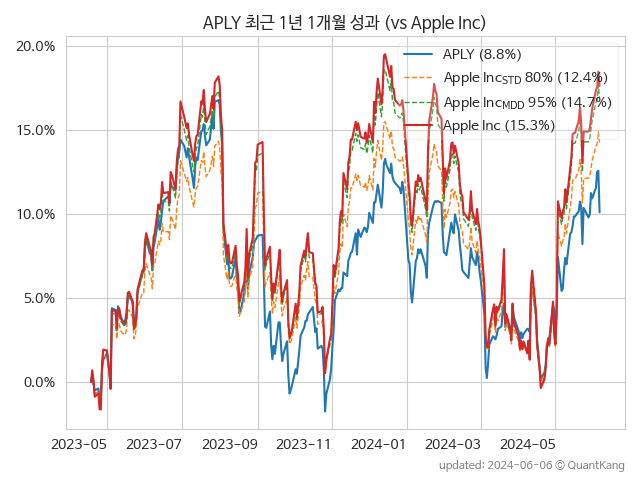 APLY 최근 1년 1개월 성과 (vs Apple Inc)
20.0%
15.0%
10.0%
5.0%
0.0%
APLY (8.8%)
Apple Inc_STD 80% (12.4%)
Apple Inc_MDD 95% (14.7%)
Apple Inc (15.3%)
2023-05 2023-07 2023-09 2023-11 2024-01 2024-03 2024-05
updated: 2024-06-06 ⓒ QuantKang